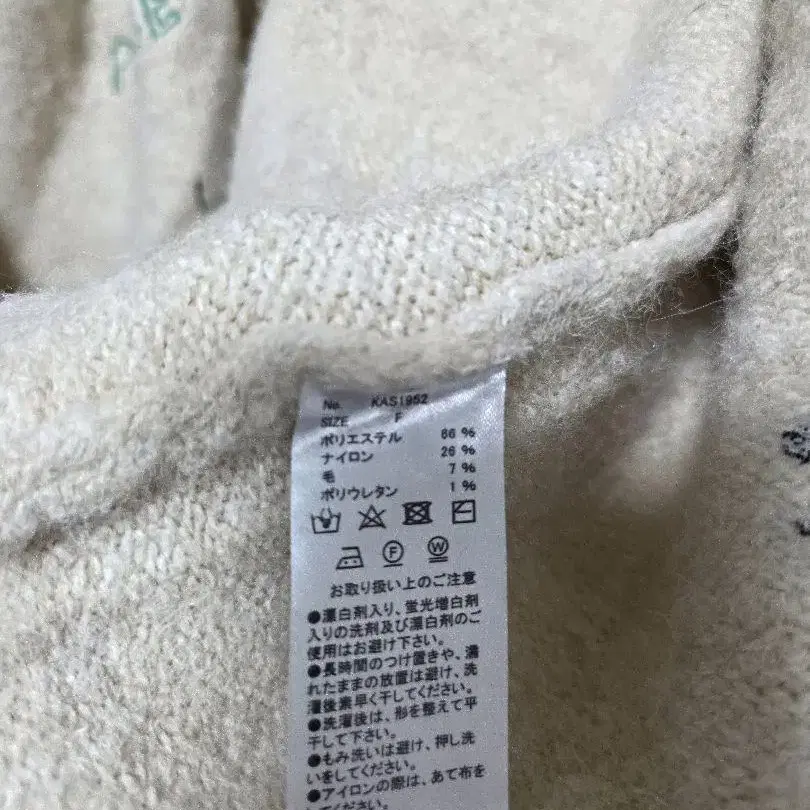 No. KAS1952
SIZE F
ポリエステル 66 %
ナイロン 26 %
毛 7 %
ポリウレタン 1 %
F W
お取り扱い上のご注意
●漂白剤入り、蛍光増白剤
入りの洗剤及び漂白剤のご
使用はお避け下さい。
●長時間のつけ置きや、濡
れたままの放置は避け、洗
濯後素早く干してください。
●洗濯後は、形を整えて平
干して下さい。
●もみ洗いは避け、押し洗
いをしてください。
●アイロンの際は、あて布を
してください。